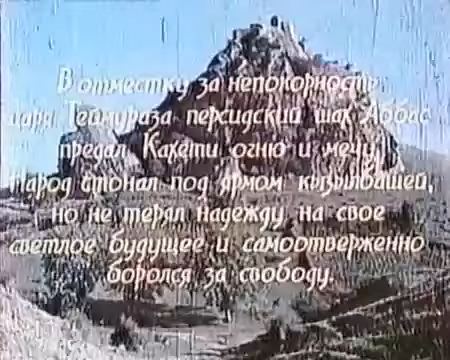 В отместку за непокорность
царя Теймураза персидский шах Аббас
предал Кахети огню и мечу.
Народ стонал под ярмом кызылбашей,
но не терял надежду на свое
светлое будущее и самоотверженно
боролся за свободу.